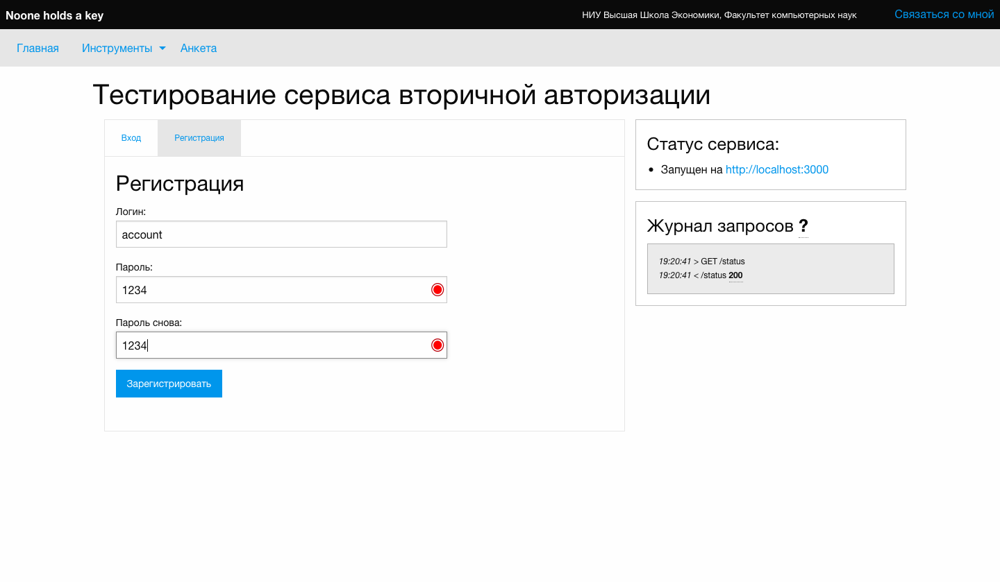 Noone holds a key
НИУ Высшая Школа Экономики, Факультет компьютерных наук
Связаться со мной
Главная
Инструменты
Анкета
Тестирование сервиса вторичной авторизации
Вход
Регистрация
Регистрация
Логин:
account
Пароль:
1234
Пароль снова:
1234
Зарегистрировать
Статус сервиса:
Запущен на http://localhost:3000
Журнал запросов ?
19:20:41 > GET /status
19:20:41 < /status 200